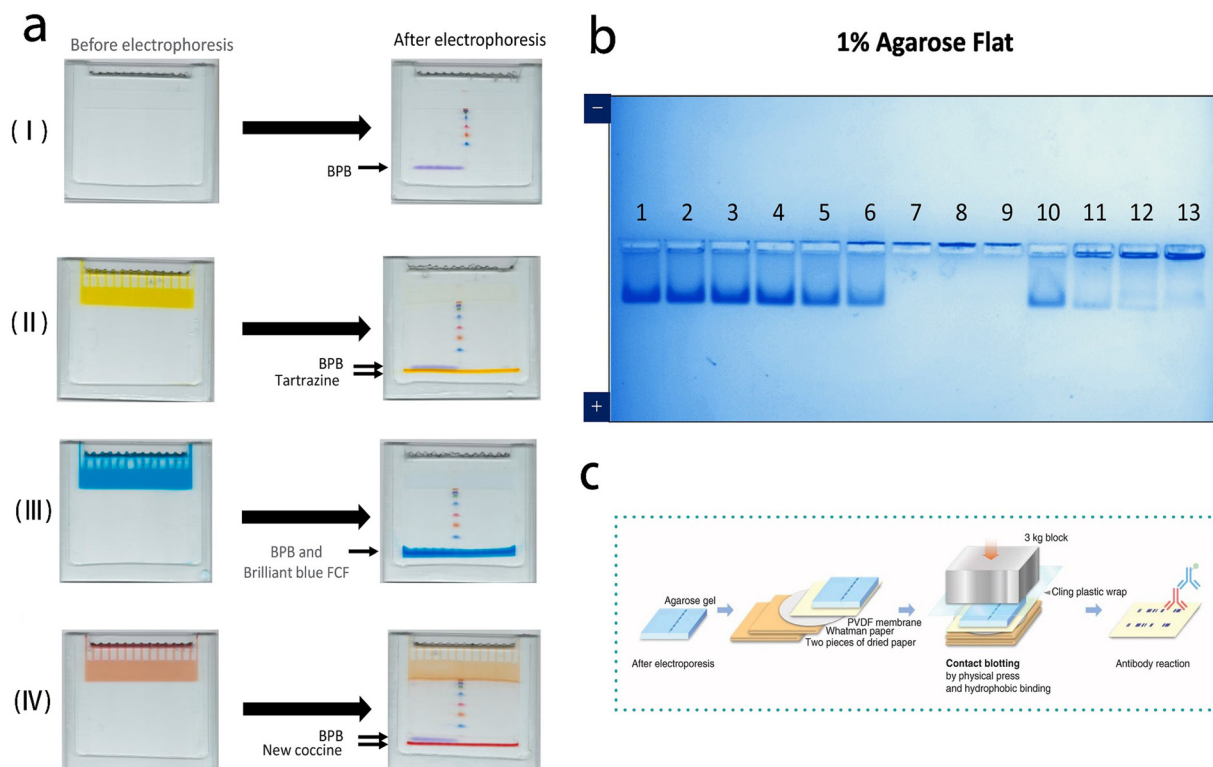 a
Before electrophoresis
After electrophoresis
(I)
BPB
(II)
BPB
Tartrazine
(III)
BPB and
Brilliant blue FCF
(IV)
BPB
New coccine
b
1% Agarose Flat
−
1 2 3 4 5 6 7 8 9 10 11 12 13
+
c
3 kg block
Cling plastic wrap
Agarose gel
PVDF membrane
Whatman paper
Two pieces of dried paper
After electroporesis
Contact blotting
by physical press
and hydrophobic binding
Antibody reaction